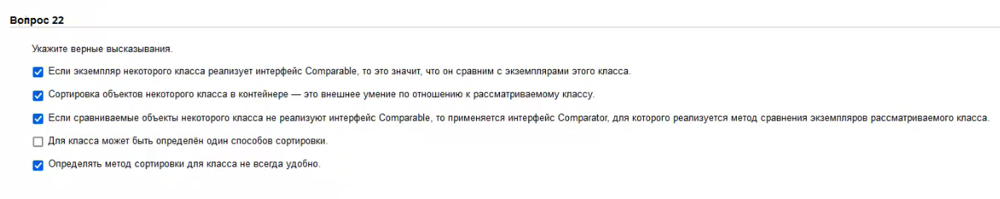 Вопрос 22
Укажите верные высказывания.
Если экземпляр некоторого класса реализует интерфейс Comparable, то это значит, что он сравним с экземплярами этого класса.
Сортировка объектов некоторого класса в контейнере — это внешнее умение по отношению к рассматриваемому классу.
Если сравниваемые объекты некоторого класса не реализуют интерфейс Comparable, то применяется интерфейс Comparator, для которого реализуется метод сравнения экземпляров рассматриваемого класса.
Для класса может быть определён один способов сортировки.
Определять метод сортировки для класса не всегда удобно.